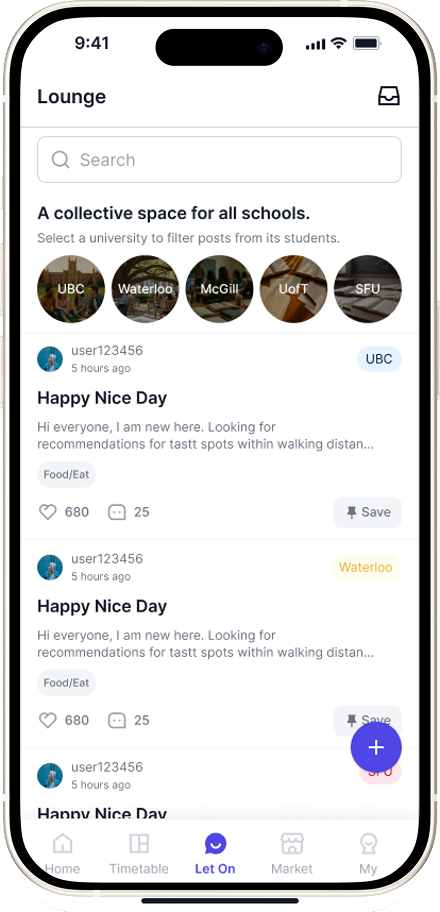 9:41
Lounge
Search
A collective space for all schools.
Select a university to filter posts from its students.
UBC Waterloo McGill UofT SFU
user123456
5 hours ago
UBC
Happy Nice Day
Hi everyone, I am new here. Looking for
recommendations for tastt spots within walking distan...
Food/Eat
680 25 Save
user123456
5 hours ago
Waterloo
Happy Nice Day
Hi everyone, I am new here. Looking for
recommendations for tastt spots within walking distan...
Food/Eat
680 25 Save
user123456
5 hours ago
SFU
Happy Nice Day
Home Timetable Let On Market My